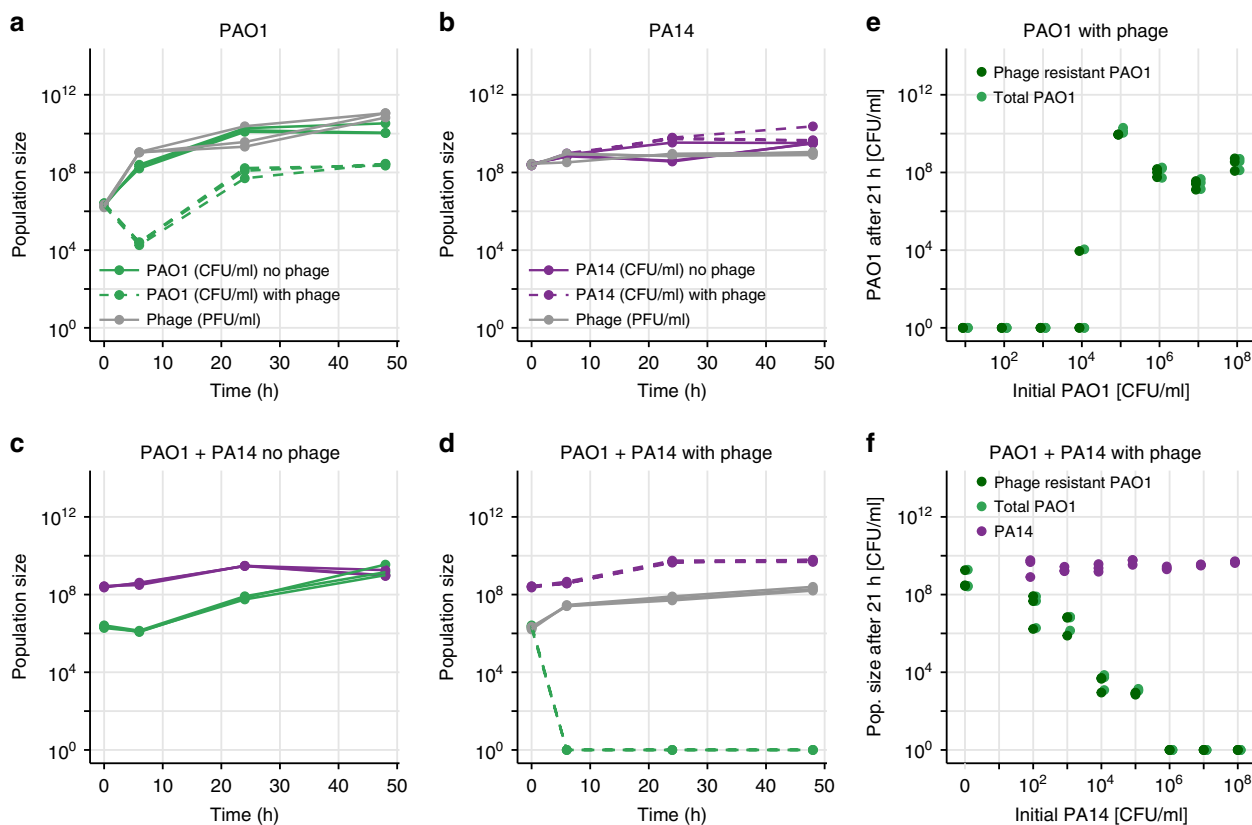 a
PAO1
Population size
10^12
10^8
10^4
10^0
PAO1 (CFU/ml) no phage
PAO1 (CFU/ml) with phage
Phage (PFU/ml)
0 10 20 30 40 50
Time (h)
b
PA14
Population size
10^12
10^8
10^4
10^0
PA14 (CFU/ml) no phage
PA14 (CFU/ml) with phage
Phage (PFU/ml)
0 10 20 30 40 50
Time (h)
e
PAO1 with phage
Phage resistant PAO1
Total PAO1
PAO1 after 21 h [CFU/ml]
10^12
10^8
10^4
10^0
10^2 10^4 10^6 10^8
Initial PAO1 [CFU/ml]
c
PAO1 + PA14 no phage
Population size
10^12
10^8
10^4
10^0
0 10 20 30 40 50
Time (h)
d
PAO1 + PA14 with phage
Population size
10^12
10^8
10^4
10^0
0 10 20 30 40 50
Time (h)
f
PAO1 + PA14 with phage
Phage resistant PAO1
Total PAO1
PA14
Pop. size after 21 h [CFU/ml]
10^12
10^8
10^4
10^0
0 10^2 10^4 10^6 10^8
Initial PA14 [CFU/ml]